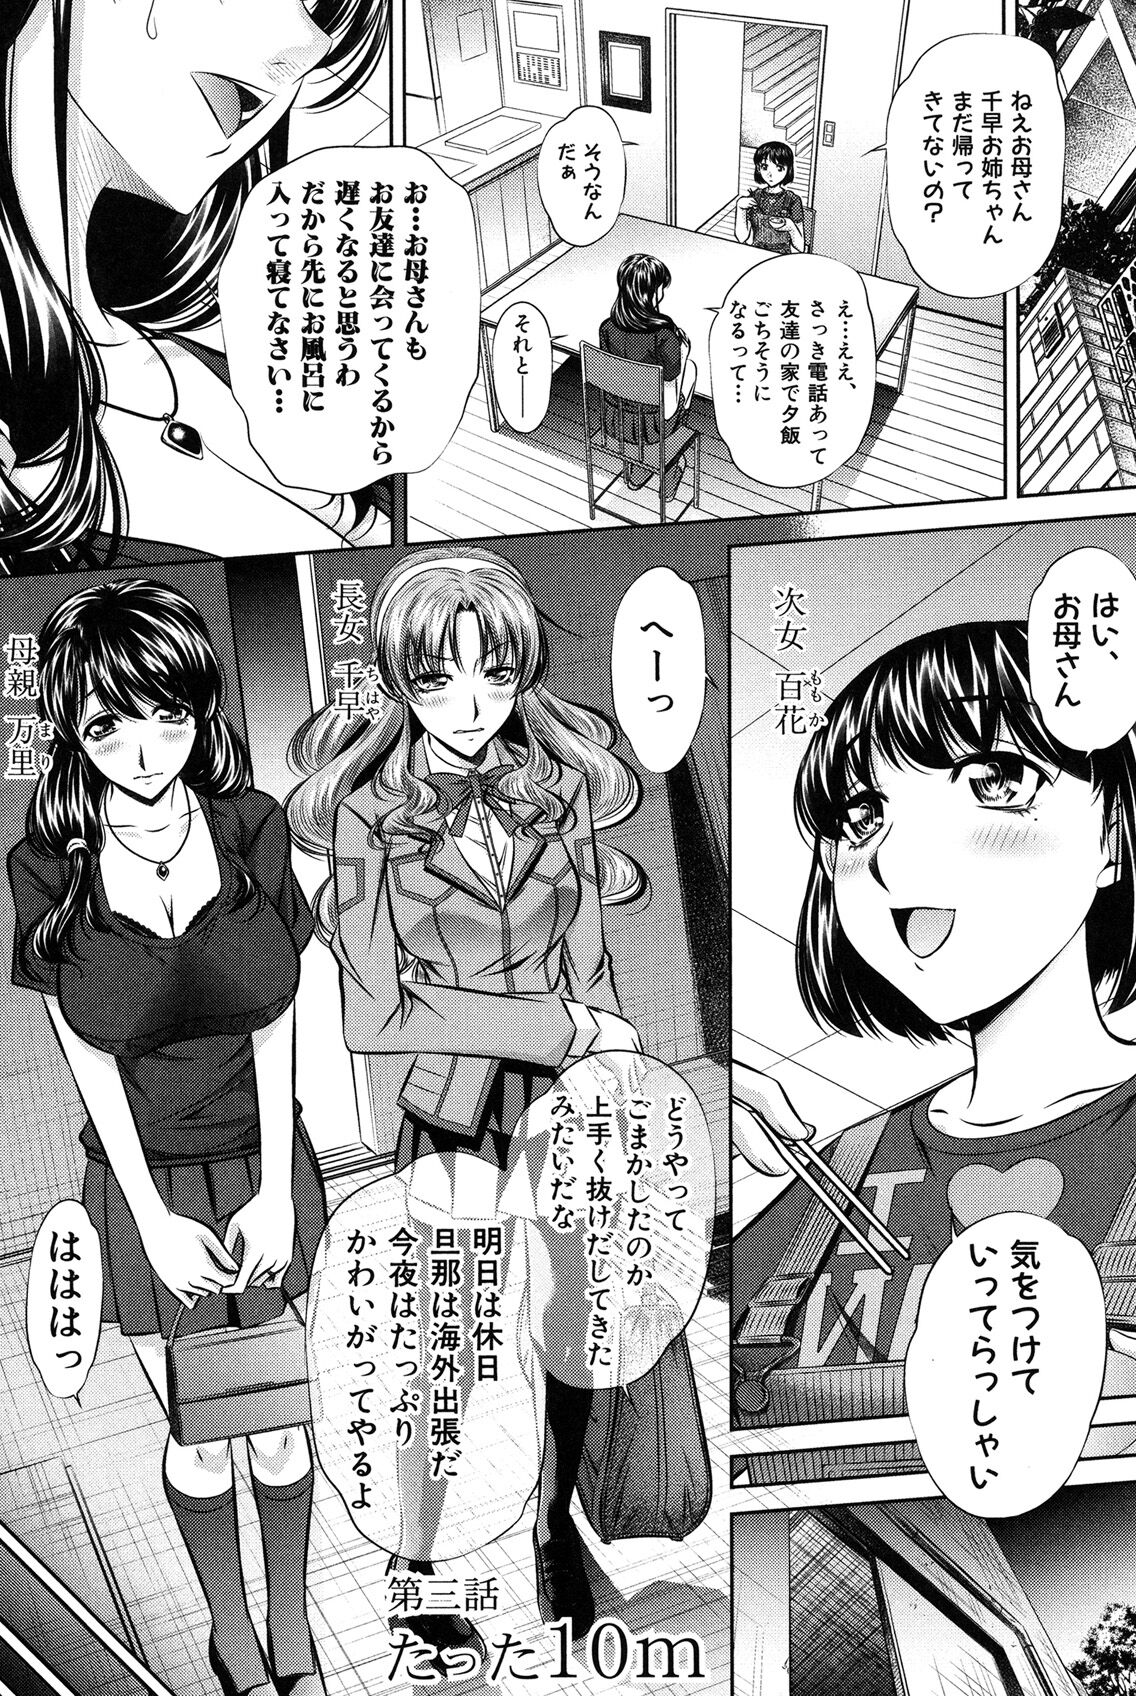 ねえお母さん
千早お姉ちゃん
まだ帰って
きてないの？
え…ええ、
さっき電話あって
友達の家で夕飯
ごちそうに
なるって…
そうなん
だぁ
それと――
お…お母さんも
お友達に会ってくるから
遅くなると思うわ
だから先にお風呂に
入って寝てなさい…
はい、
お母さん
次女 百花
ももか
気をつけて
いってらっしゃい
I
W
へーっ
長女 千早
ちはや
母親 万里
まり
どうやって
ごまかしたのか
上手く抜けだしてきた
みたいだな
明日は休日
旦那は海外出張だ
今夜はたっぷり
かわいがってやるよ
はははっ
第三話
たった10m